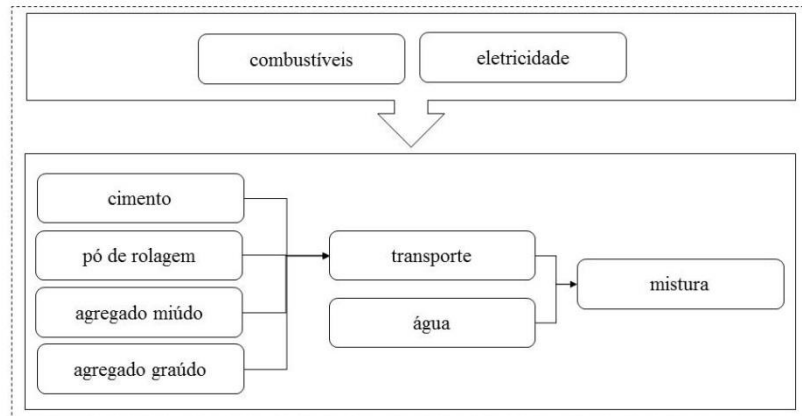 combustíveis
eletricidade
cimento
pó de rolagem
agregado miúdo
agregado graúdo
transporte
água
mistura